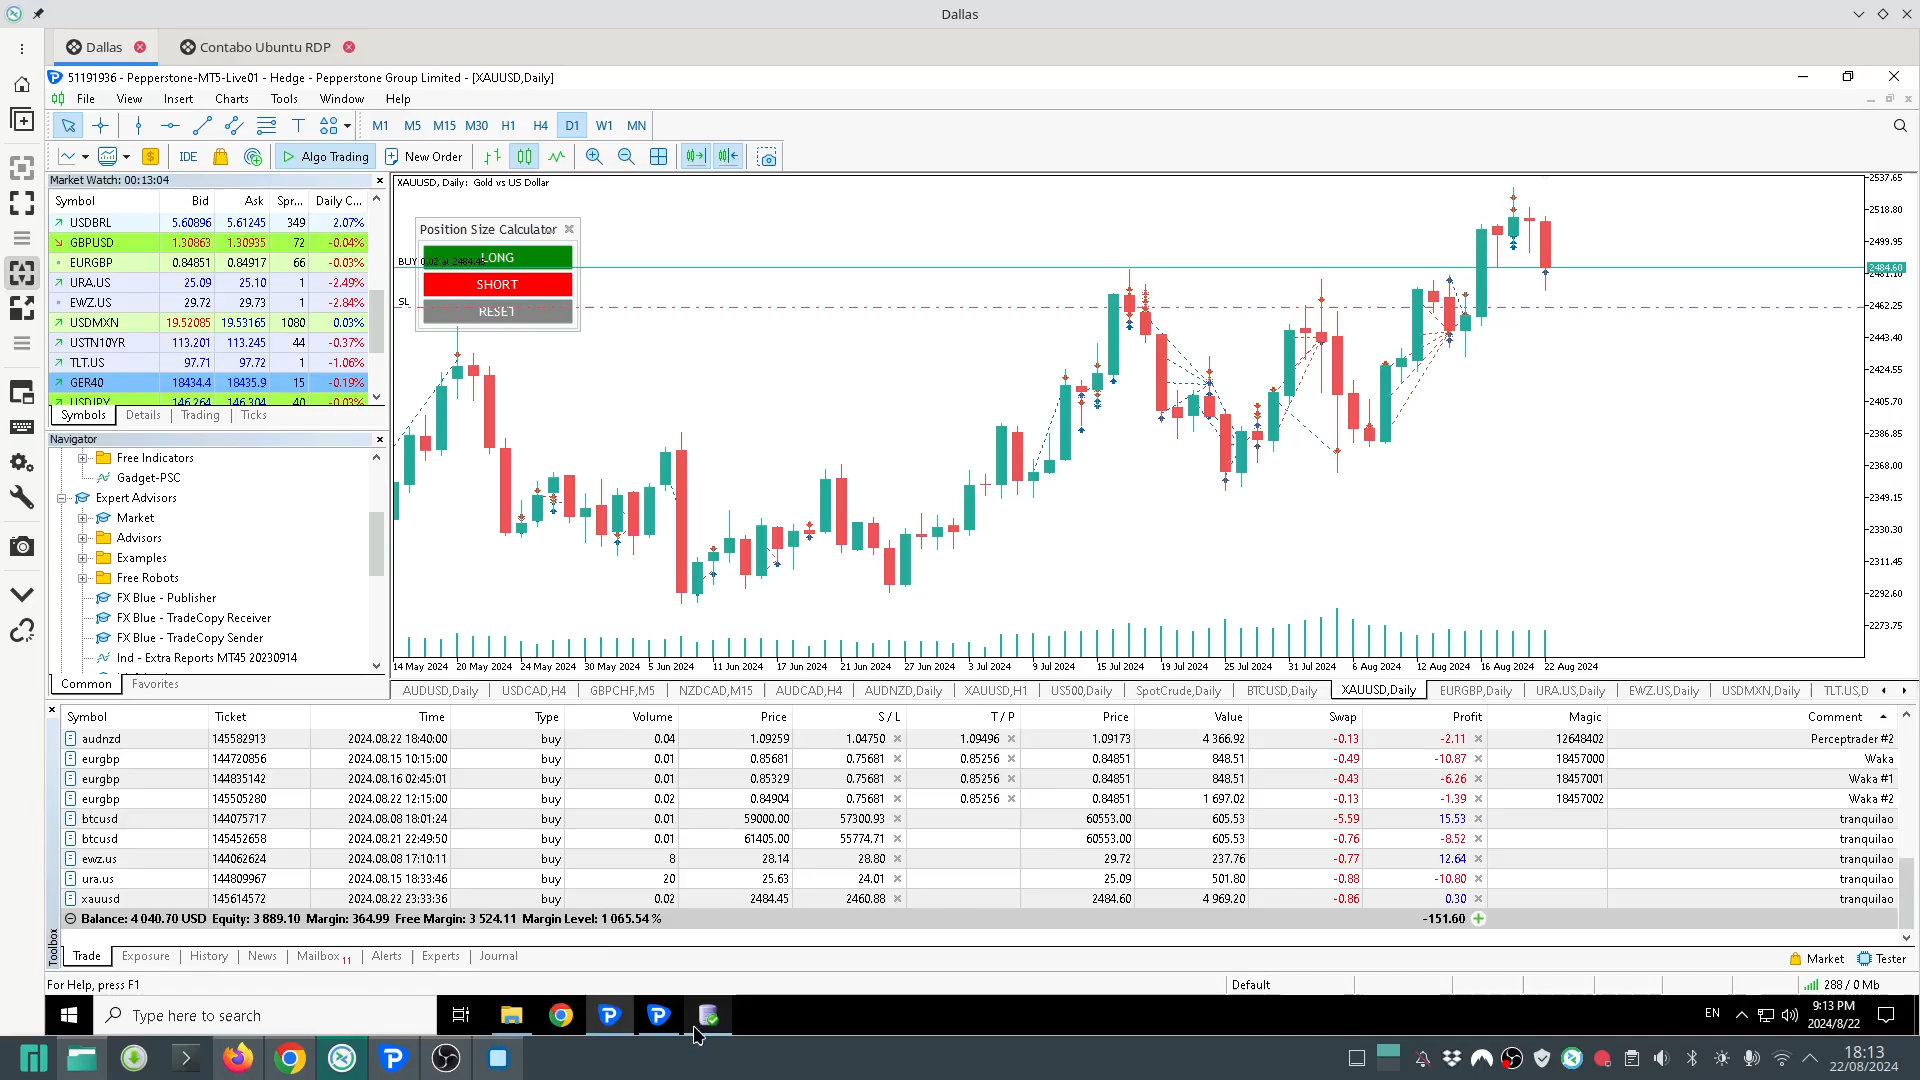 Dallas
Dallas
Contabo Ubuntu RDP
51191936 - Pepperstone-MT5-Live01 - Hedge - Pepperstone Group Limited - [XAUUSD,Daily]
File View Insert Charts Tools Window Help
M1 M5 M15 M30 H1 H4 D1 W1 MN
IDE Algo Trading New Order
Market Watch: 00:13:04
Symbol Bid Ask Spr... Daily C...
USDBRL 5.60896 5.61245 349 2.07%
GBPUSD 1.30863 1.30935 72 -0.04%
EURGBP 0.84851 0.84917 66 -0.03%
URA.US 25.09 25.10 1 -2.49%
EWZ.US 29.72 29.73 1 -2.84%
USDMXN 19.52085 19.53165 1080 0.03%
USTN10YR 113.201 113.245 44 -0.37%
TLT.US 97.71 97.72 1 -1.06%
GER40 18434.4 18435.9 15 -0.19%
USDJPY 146.264 146.304 40 -0.03%
Symbols Details Trading Ticks
Navigator
Free Indicators
Gadget-PSC
Expert Advisors
Market
Advisors
Examples
Free Robots
FX Blue - Publisher
FX Blue - TradeCopy Receiver
FX Blue - TradeCopy Sender
Ind - Extra Reports MT45 20230914
Common Favorites
XAUUSD, Daily: Gold vs US Dollar
Position Size Calculator
LONG
BUY 0.02 at 2484.45
SHORT
SL
RESET
2537.65
2518.80
2499.95
2484.60
2481.10
2462.25
2443.40
2424.55
2405.70
2386.85
2368.00
2349.15
2330.30
2311.45
2292.60
2273.75
14 May 2024 20 May 2024 24 May 2024 30 May 2024 5 Jun 2024 11 Jun 2024 17 Jun 2024 21 Jun 2024 27 Jun 2024 3 Jul 2024 9 Jul 2024 15 Jul 2024 19 Jul 2024 25 Jul 2024 31 Jul 2024 6 Aug 2024 12 Aug 2024 16 Aug 2024 22 Aug 2024
AUDUSD,Daily USDCAD,H4 GBPCHF,M5 NZDCAD,M15 AUDCAD,H4 AUDNZD,Daily XAUUSD,H1 US500,Daily SpotCrude,Daily BTCUSD,Daily XAUUSD,Daily EURGBP,Daily URA.US,Daily EWZ.US,Daily USDMXN,Daily TLT.US,D
Symbol Ticket Time Type Volume Price S / L T / P Price Value Swap Profit Magic Comment
audnzd 145582913 2024.08.22 18:40:00 buy 0.04 1.09259 1.04750 1.09496 1.09173 4 366.92 -0.13 -2.11 12648402 Perceptrader #2
eurgbp 144720856 2024.08.15 10:15:00 buy 0.01 0.85681 0.75681 0.85256 0.84851 848.51 -0.49 -10.87 18457000 Waka
eurgbp 144835142 2024.08.16 02:45:01 buy 0.01 0.85329 0.75681 0.85256 0.84851 848.51 -0.43 -6.26 18457001 Waka #1
eurgbp 145505280 2024.08.22 12:15:00 buy 0.02 0.84904 0.75681 0.85256 0.84851 1 697.02 -0.13 -1.39 18457002 Waka #2
btcusd 144075717 2024.08.08 18:01:24 buy 0.01 59000.00 57300.93 60553.00 605.53 -5.59 15.53 tranquilao
btcusd 145452658 2024.08.21 22:49:50 buy 0.01 61405.00 55774.71 60553.00 605.53 -0.76 -8.52 tranquilao
ewz.us 144062624 2024.08.08 17:10:11 buy 8 28.14 28.80 29.72 237.76 -0.77 12.64 tranquilao
ura.us 144809967 2024.08.15 18:33:46 buy 20 25.63 24.01 25.09 501.80 -0.88 -10.80 tranquilao
xauusd 145614572 2024.08.22 23:33:36 buy 0.02 2484.45 2460.88 2484.60 4 969.20 -0.86 0.30 tranquilao
Balance: 4 040.70 USD Equity: 3 889.10 Margin: 364.99 Free Margin: 3 524.11 Margin Level: 1 065.54 % -151.60
Toolbox
Trade Exposure History News Mailbox 11 Alerts Experts Journal Market Tester
For Help, press F1 Default 288 / 0 Mb
Type here to search
EN
9:13 PM
2024/8/22
18:13
22/08/2024